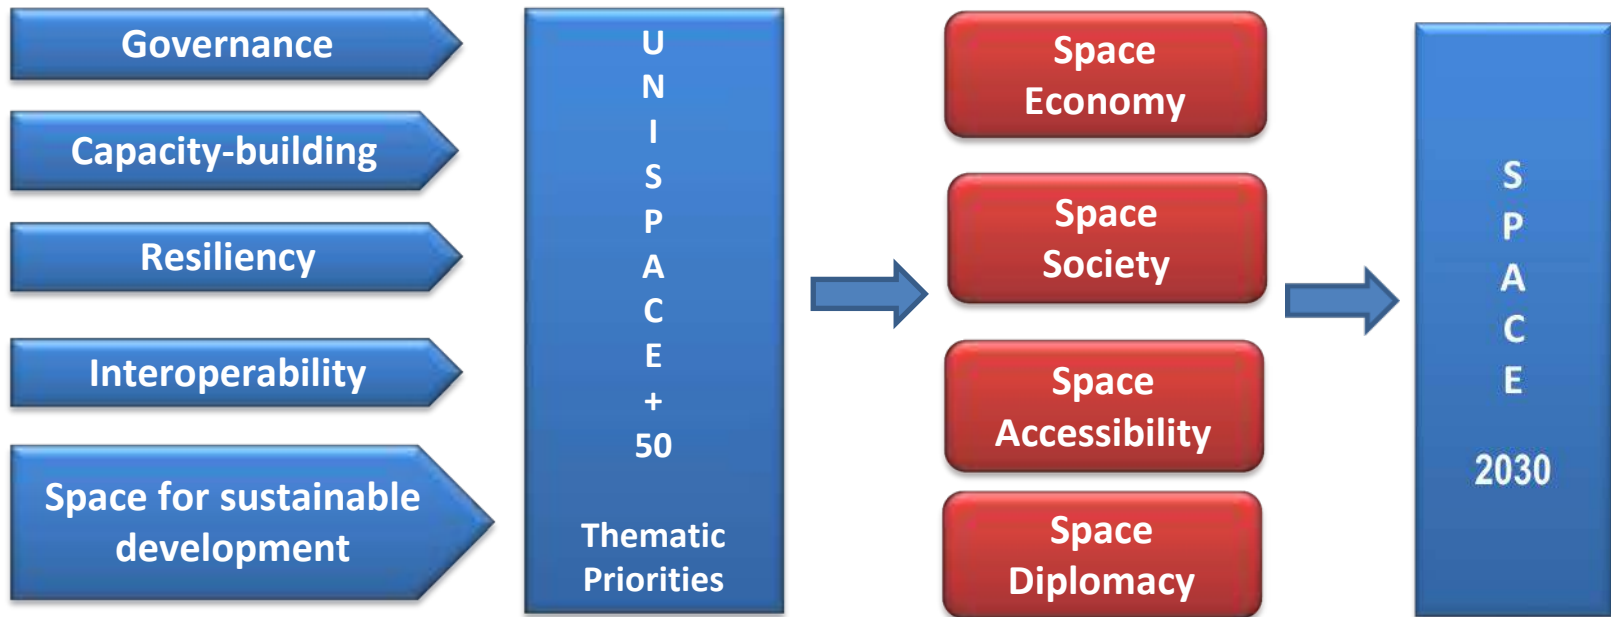 Governance
Capacity-building
Resiliency
Interoperability
Space for sustainable
development
U
N
I
S
P
A
C
E
+
50
Thematic
Priorities
Space
Economy
Space
Society
Space
Accessibility
Space
Diplomacy
S
P
A
C
E
2030